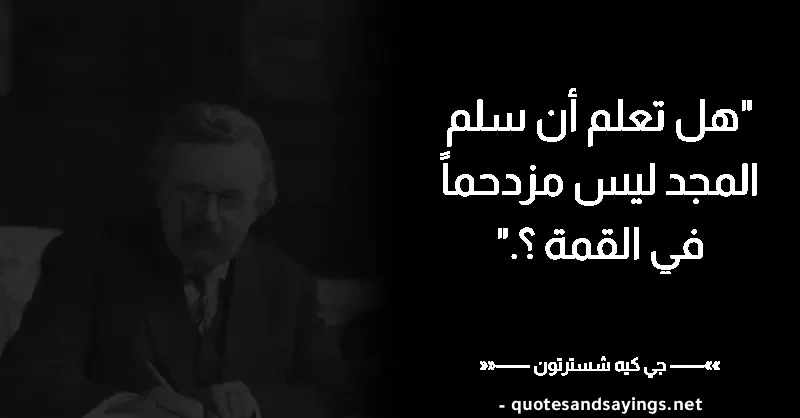 "هل تعلم أن سلم
المجد ليس مزدحماً
في القمة ؟."
»»—— جي كيه شسترتون ——««
- quotesandsayings.net